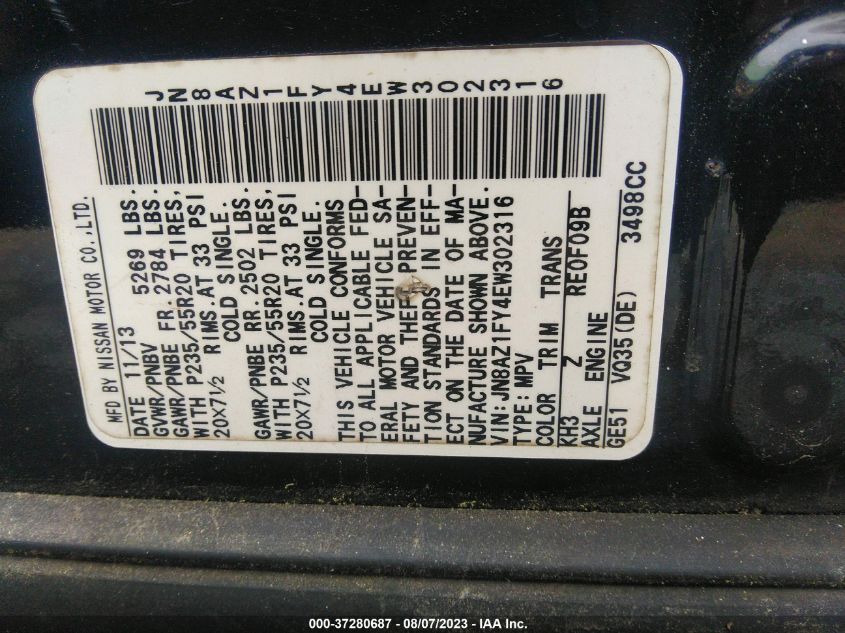 JN8AZ1FY4EW302316
MFD BY NISSAN MOTOR CO.,LTD.
DATE 11/13
GVWR/PNBV 5269 LBS.
GAWR/PNBE FR. 2784 LBS.
WITH P235/55R20 TIRES,
20X7½ RIMS.AT 33 PSI
COLD SINGLE.
GAWR/PNBE RR. 2502 LBS.
WITH P235/55R20 TIRES,
20X7½ RIMS.AT 33 PSI
COLD SINGLE.
THIS VEHICLE CONFORMS
TO ALL APPLICABLE FED-
ERAL MOTOR VEHICLE SA-
FETY AND THEFT PREVEN-
TION STANDARDS IN EFF-
ECT ON THE DATE OF MA-
NUFACTURE SHOWN ABOVE.
VIN:JN8AZ1FY4EW302316
TYPE:MPV
COLOR TRIM TRANS
KH3 Z RE0F09B
AXLE ENGINE
GE51 VQ35(DE) 3498CC
000-37280687 - 08/07/2023 - IAA Inc.